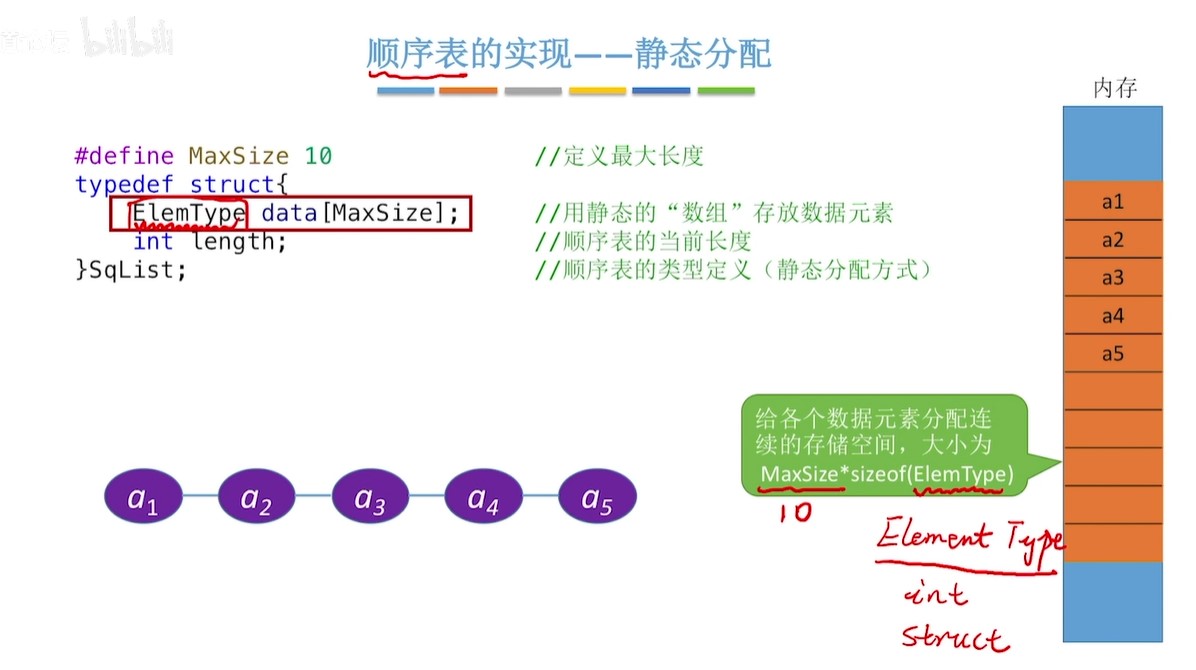 bilibili
顺序表的实现——静态分配
内存
#define MaxSize 10 //定义最大长度
typedef struct{
ElemType data[MaxSize]; //用静态的“数组”存放数据元素
int length; //顺序表的当前长度
}SqList; //顺序表的类型定义（静态分配方式）
a1
a2
a3
a4
a5
给各个数据元素分配连
续的存储空间，大小为
MaxSize*sizeof(ElemType)
10
a1 a2 a3 a4 a5
Element Type
int
struct